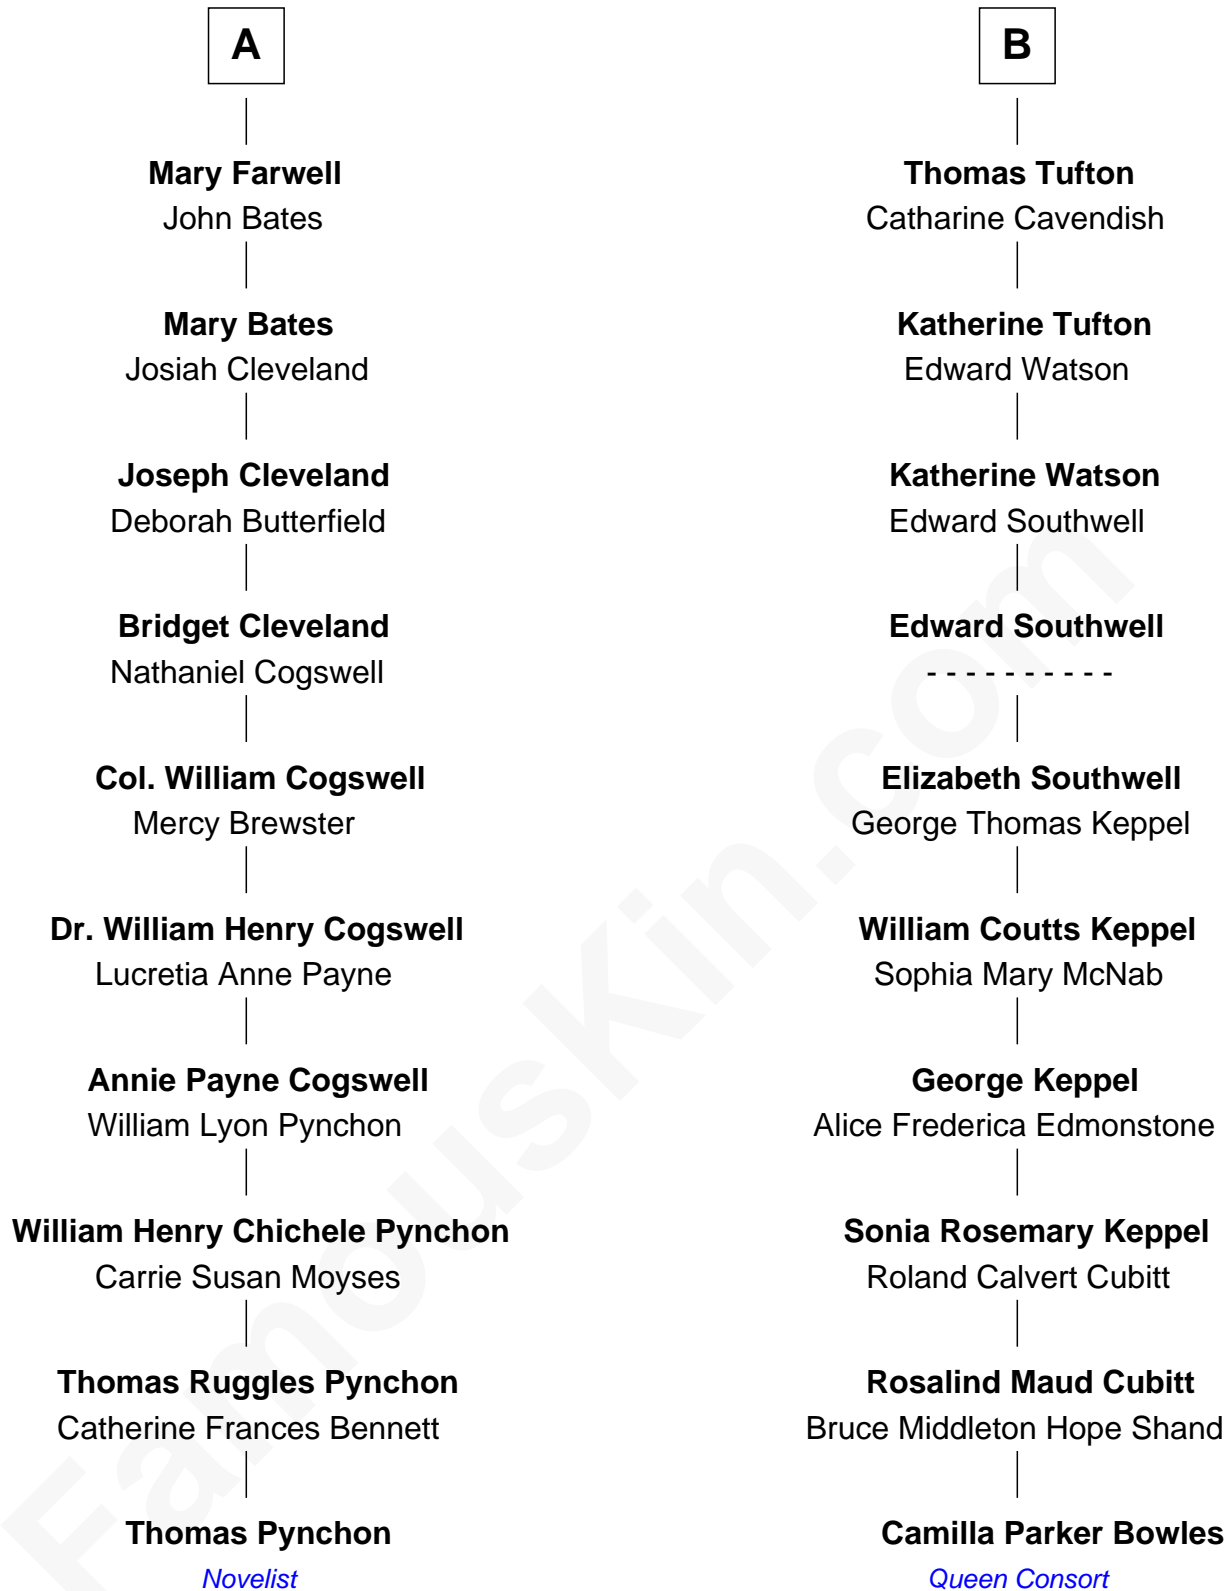 A
Mary Farwell
John Bates
Mary Bates
Josiah Cleveland
Joseph Cleveland
Deborah Butterfield
Bridget Cleveland
Nathaniel Cogswell
Col. William Cogswell
Mercy Brewster
Dr. William Henry Cogswell
Lucretia Anne Payne
Annie Payne Cogswell
William Lyon Pynchon
William Henry Chichele Pynchon
Carrie Susan Moyses
Thomas Ruggles Pynchon
Catherine Frances Bennett
Thomas Pynchon
Novelist
B
Thomas Tufton
Catharine Cavendish
Katherine Tufton
Edward Watson
Katherine Watson
Edward Southwell
Edward Southwell
- - - - - - - - - -
Elizabeth Southwell
George Thomas Keppel
William Coutts Keppel
Sophia Mary McNab
George Keppel
Alice Frederica Edmonstone
Sonia Rosemary Keppel
Roland Calvert Cubitt
Rosalind Maud Cubitt
Bruce Middleton Hope Shand
Camilla Parker Bowles
Queen Consort
FamousKin.com